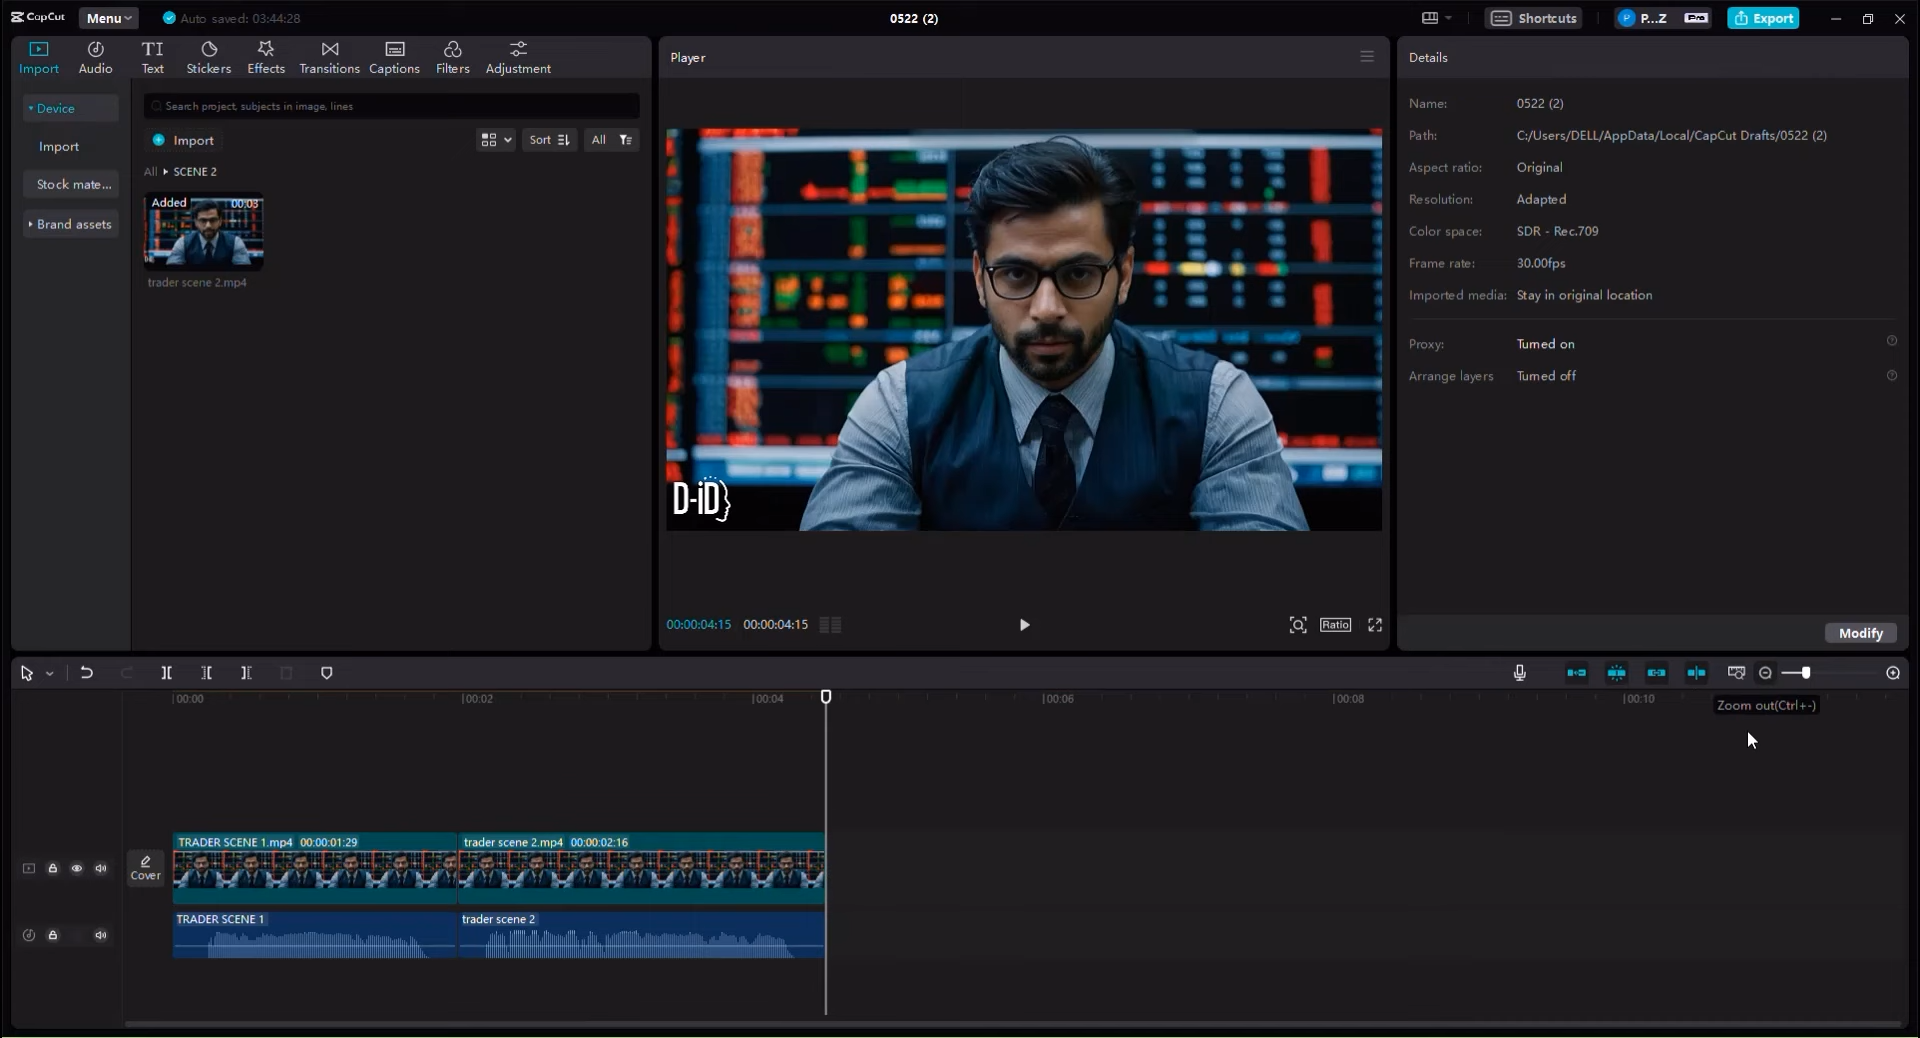 CapCut Menu Auto saved: 03:44:28 0522 (2) Shortcuts P...Z Pro Export
Import Audio Text Stickers Effects Transitions Captions Filters Adjustment
Device
Import
Stock mate...
Brand assets
Search project, subjects in image, lines
Import Sort All
All SCENE 2
Added 00:03
trader scene 2.mp4
Player
D-iD
00:00:04:15 00:00:04:15 Ratio
Details
Name: 0522 (2)
Path: C:/Users/DELL/AppData/Local/CapCut Drafts/0522 (2)
Aspect ratio: Original
Resolution: Adapted
Color space: SDR - Rec.709
Frame rate: 30.00fps
Imported media: Stay in original location
Proxy: Turned on
Arrange layers Turned off
Modify
00:00 00:02 00:04 00:06 00:08 00:10
Zoom out(Ctrl+-)
TRADER SCENE 1.mp4 00:00:01:29 trader scene 2.mp4 00:00:02:16
Cover
TRADER SCENE 1 trader scene 2